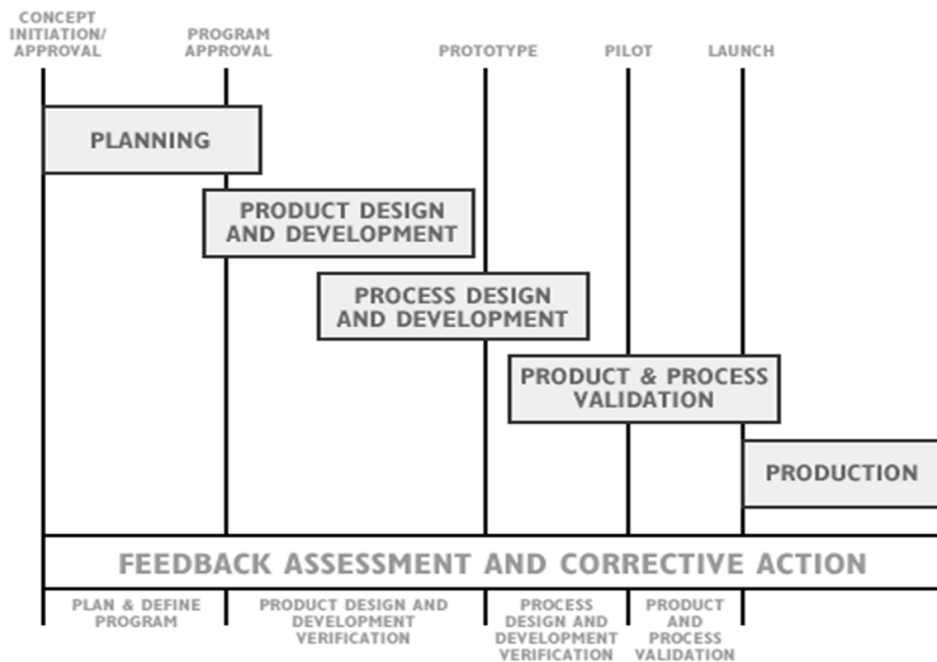 CONCEPT
INITIATION/
APPROVAL
PROGRAM
APPROVAL
PROTOTYPE
PILOT
LAUNCH
PLANNING
PRODUCT DESIGN
AND DEVELOPMENT
PROCESS DESIGN
AND DEVELOPMENT
PRODUCT & PROCESS
VALIDATION
PRODUCTION
FEEDBACK ASSESSMENT AND CORRECTIVE ACTION
PLAN & DEFINE
PROGRAM
PRODUCT DESIGN AND
DEVELOPMENT
VERIFICATION
PROCESS
DESIGN AND
DEVELOPMENT
VERIFICATION
PRODUCT
AND
PROCESS
VALIDATION